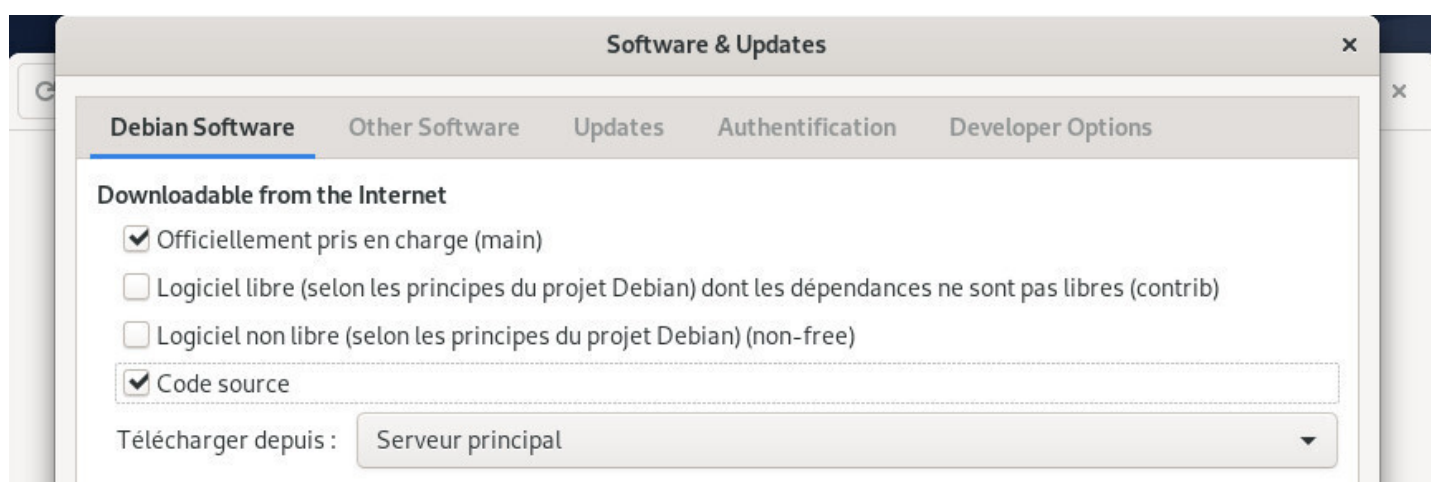 Software & Updates
Debian Software Other Software Updates Authentification Developer Options
Downloadable from the Internet
Officiellement pris en charge (main)
Logiciel libre (selon les principes du projet Debian) dont les dépendances ne sont pas libres (contrib)
Logiciel non libre (selon les principes du projet Debian) (non-free)
Code source
Télécharger depuis : Serveur principal